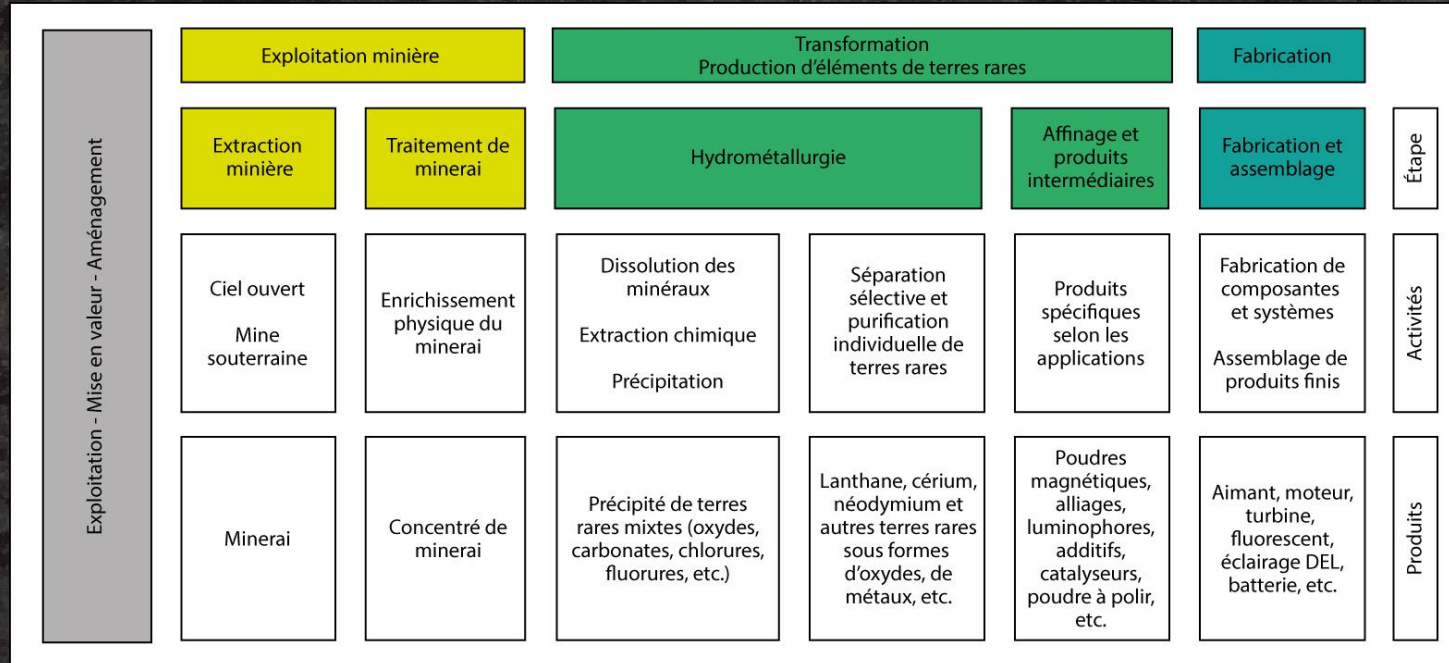 Exploitation - Mise en valeur - Aménagement
Exploitation minière
Transformation
Production d'éléments de terres rares
Fabrication
Extraction
minière
Traitement de
minerai
Hydrométallurgie
Affinage et
produits
intermédiaires
Fabrication et
assemblage
Étape
Ciel ouvert
Mine
souterraine
Enrichissement
physique du
minerai
Dissolution des
minéraux
Extraction chimique
Précipitation
Séparation
sélective et
purification
individuelle de
terres rares
Produits
spécifiques
selon les
applications
Fabrication de
composantes
et systèmes
Assemblage de
produits finis
Activités
Minerai
Concentré de
minerai
Précipité de terres
rares mixtes (oxydes,
carbonates, chlorures,
fluorures, etc.)
Lanthane, cérium,
néodymium et
autres terres rares
sous formes
d'oxydes, de
métaux, etc.
Poudres
magnétiques,
alliages,
luminophores,
additifs,
catalyseurs,
poudre à polir,
etc.
Aimant, moteur,
turbine,
fluorescent,
éclairage DEL,
batterie, etc.
Produits